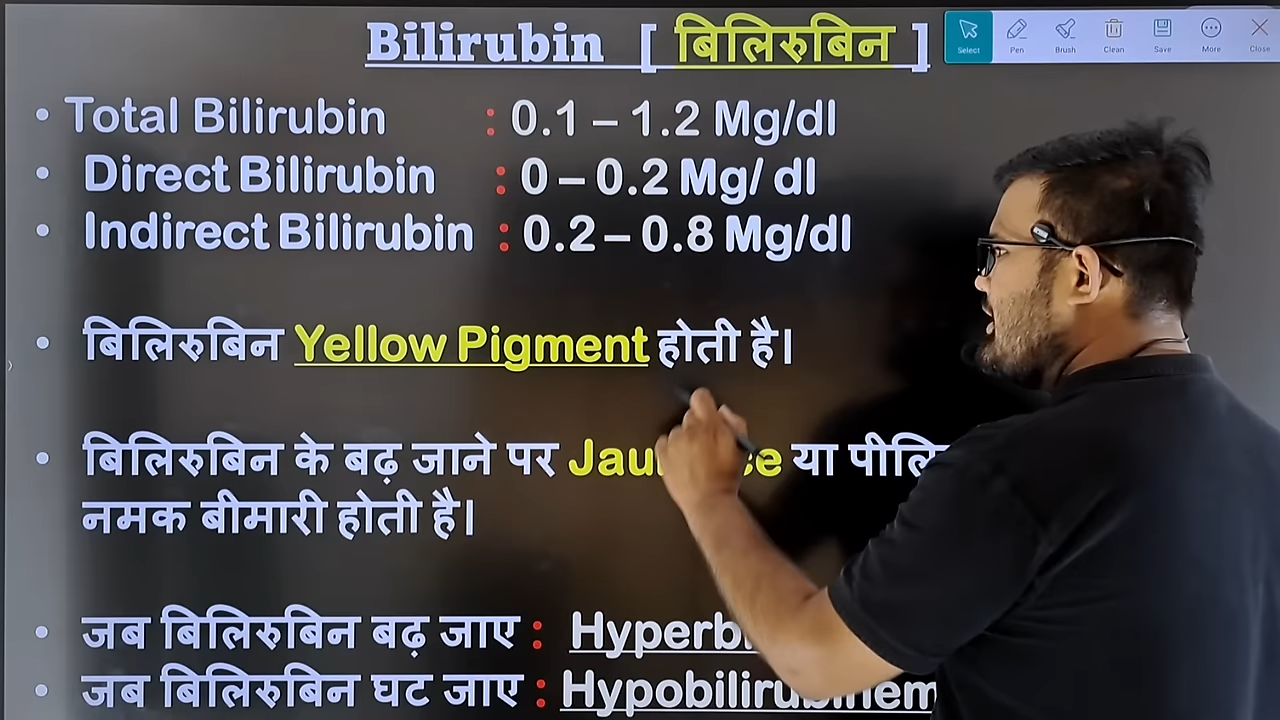 Bilirubin [ बिलिरुबिन ]
Select Pen Brush Clean Save More Close
• Total Bilirubin : 0.1 – 1.2 Mg/dl
• Direct Bilirubin : 0 – 0.2 Mg/ dl
• Indirect Bilirubin : 0.2 – 0.8 Mg/dl
• बिलिरुबिन Yellow Pigment होती है।
• बिलिरुबिन के बढ़ जाने पर या
नमक बीमारी होती है।
• जब बिलिरुबिन बढ़ जाए :
• जब बिलिरुबिन घट जाए :